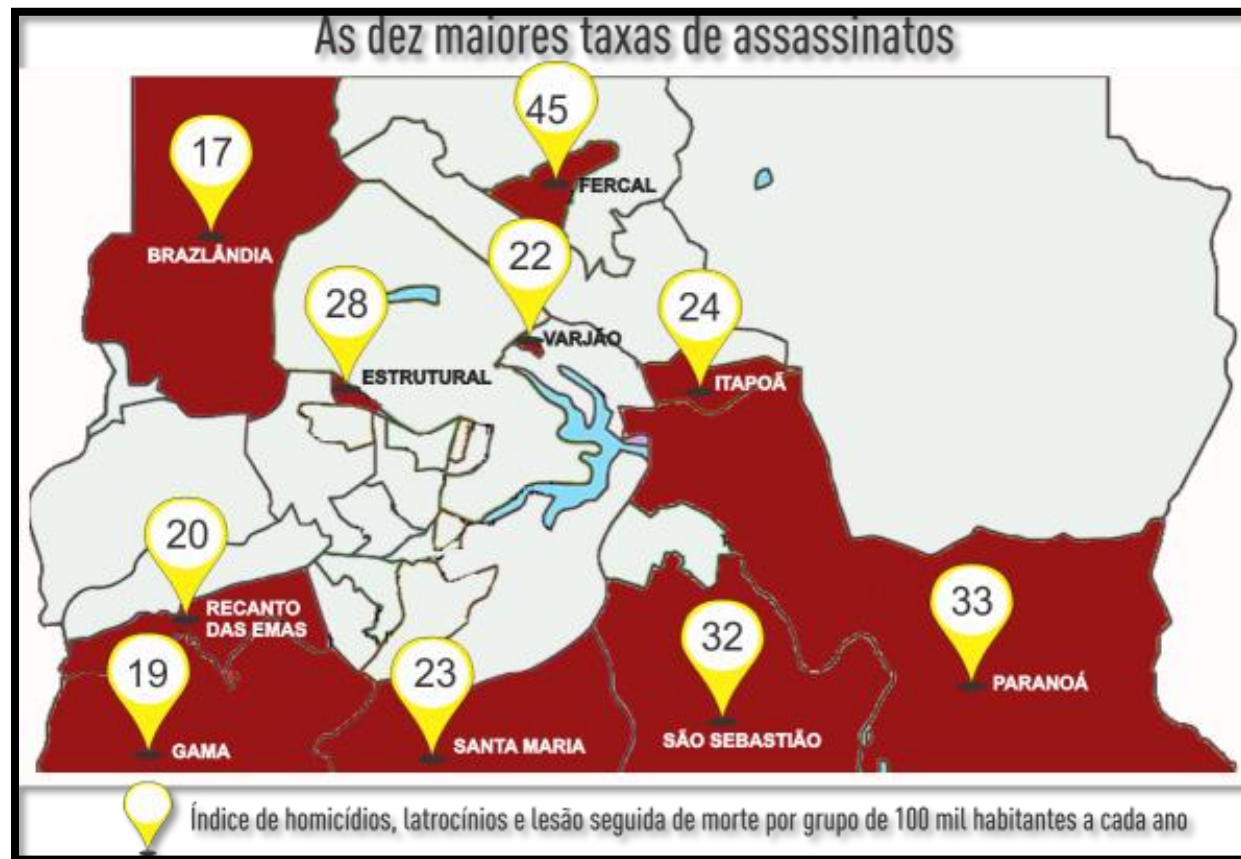 As dez maiores taxas de assassinatos
45
17
FERCAL
BRAZLÂNDIA
22
28
24
VARJÃO
ESTRUTURAL
ITAPOÃ
20
33
RECANTO
DAS EMAS
32
19
23
PARANOÁ
SÃO SEBASTIÃO
SANTA MARIA
GAMA
Índice de homicídios, latrocínios e lesão seguida de morte por grupo de 100 mil habitantes a cada ano